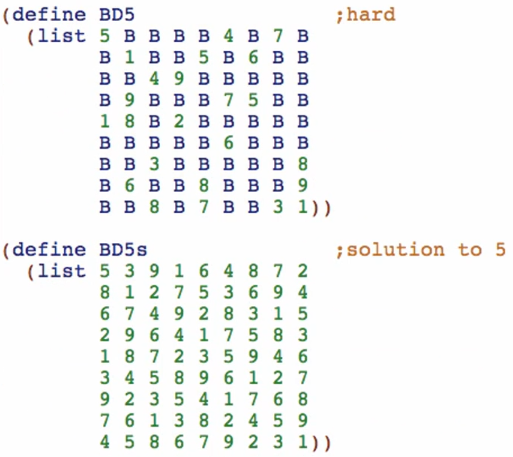 (define BD5 ;hard
(list 5 B B B B 4 B 7 B
B 1 B B 5 B 6 B B
B B 4 9 B B B B B
B 9 B B B 7 5 B B
1 8 B 2 B B B B B
B B B B B 6 B B B
B B 3 B B B B B 8
B 6 B B 8 B B B 9
B B 8 B 7 B B 3 1))
(define BD5s ;solution to 5
(list 5 3 9 1 6 4 8 7 2
8 1 2 7 5 3 6 9 4
6 7 4 9 2 8 3 1 5
2 9 6 4 1 7 5 8 3
1 8 7 2 3 5 9 4 6
3 4 5 8 9 6 1 2 7
9 2 3 5 4 1 7 6 8
7 6 1 3 8 2 4 5 9
4 5 8 6 7 9 2 3 1))